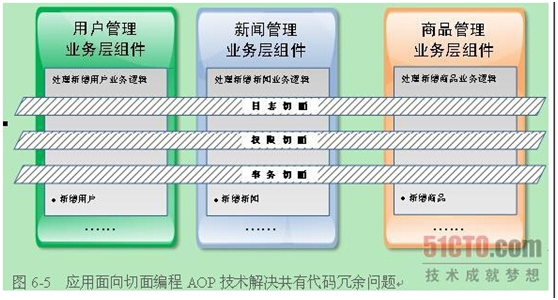 用户管理
业务层组件
新闻管理
业务层组件
商品管理
业务层组件
处理新增用户业务逻辑
处理新增新闻业务逻辑
处理新增商品业务逻辑
日志切面
权限切面
事务切面
● 新增用户
● 新增新闻
● 新增商品
……
……
……
51CTO.com
技术成就梦想
图 6-5 应用面向切面编程 AOP 技术解决共有代码冗余问题